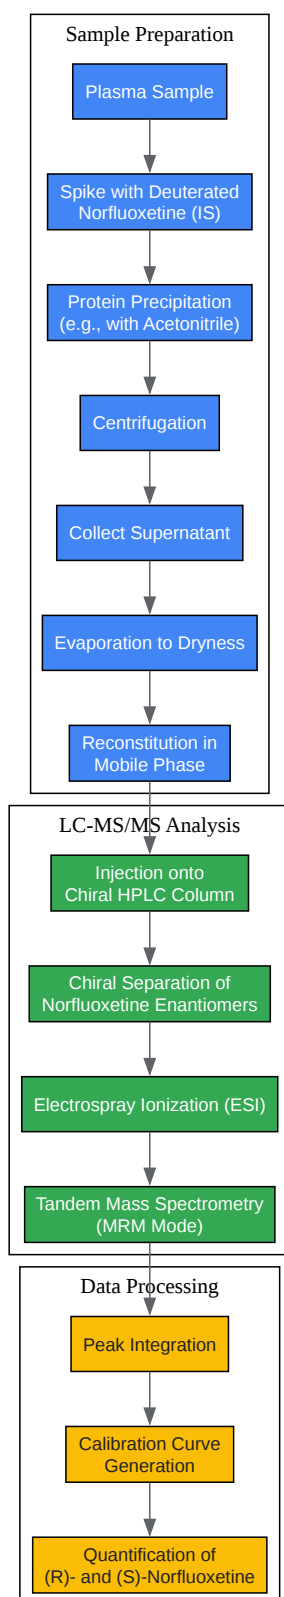 Sample Preparation
Plasma Sample
Spike with Deuterated
Norfluoxetine (IS)
Protein Precipitation
(e.g., with Acetonitrile)
Centrifugation
Collect Supernatant
Evaporation to Dryness
Reconstitution in
Mobile Phase
LC-MS/MS Analysis
Injection onto
Chiral HPLC Column
Chiral Separation of
Norfluoxetine Enantiomers
Electrospray Ionization (ESI)
Tandem Mass Spectrometry
(MRM Mode)
Data Processing
Peak Integration
Calibration Curve
Generation
Quantification of
(R)- and (S)-Norfluoxetine